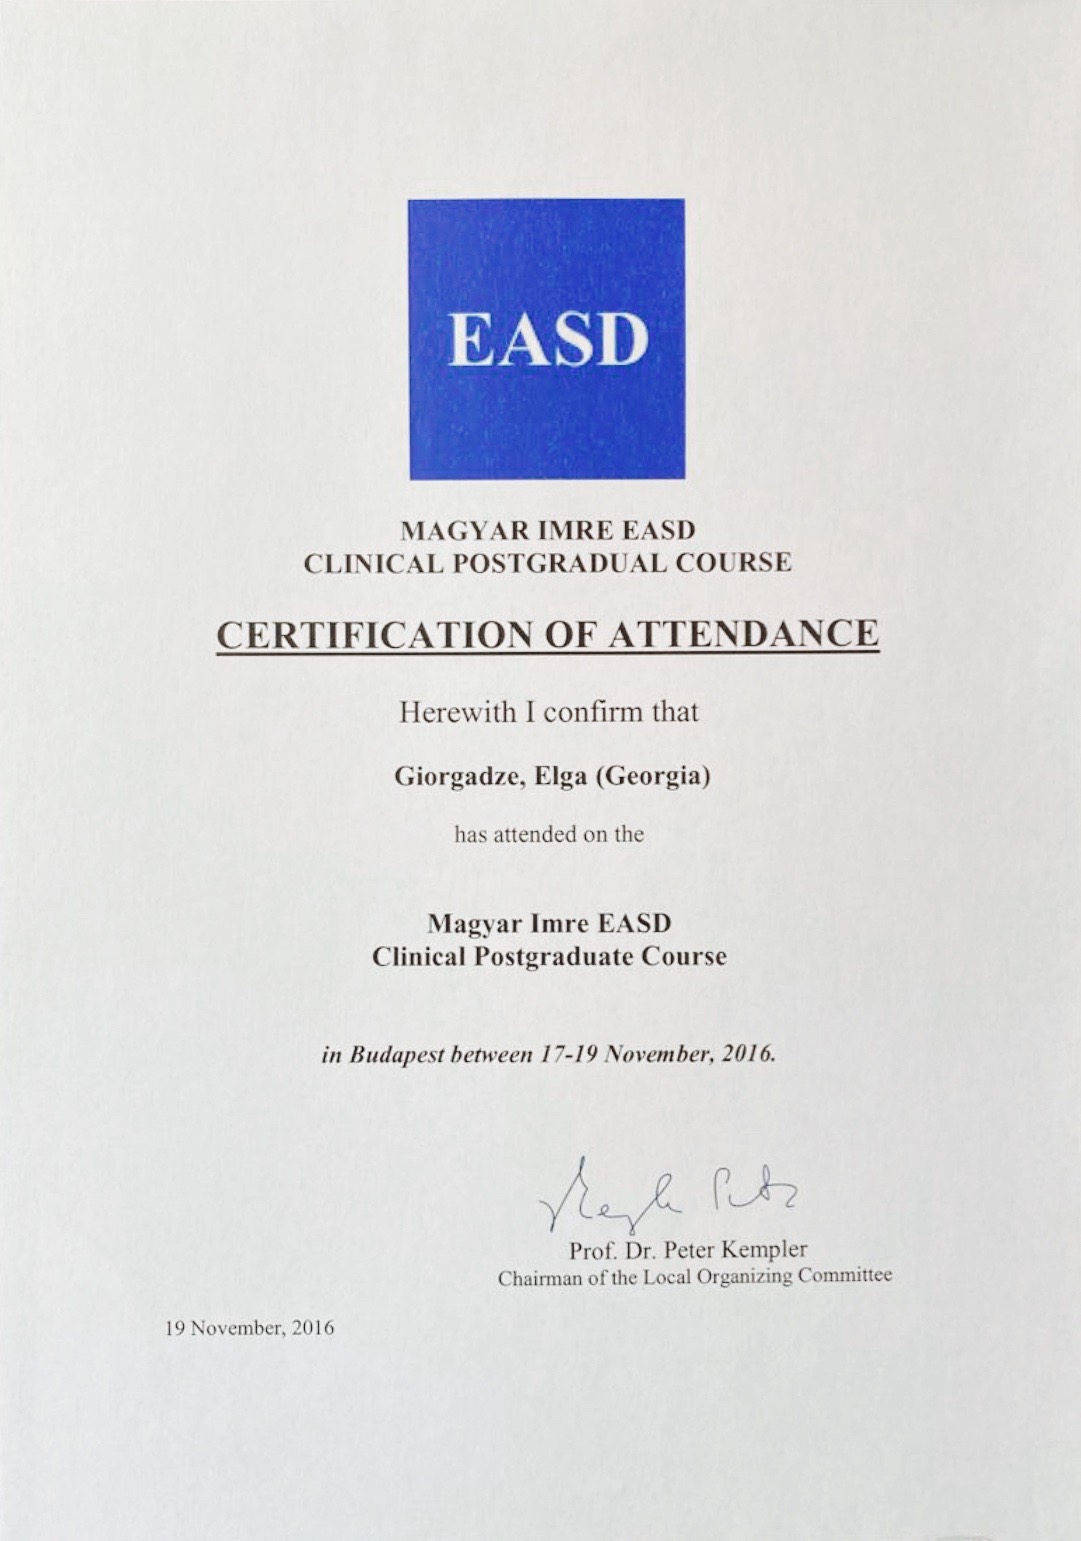 EASD
MAGYAR IMRE EASD
CLINICAL POSTGRADUAL COURSE
CERTIFICATION OF ATTENDANCE
Herewith I confirm that
Giorgadze, Elga (Georgia)
has attended on the
Magyar Imre EASD
Clinical Postgraduate Course
in Budapest between 17-19 November, 2016.
Prof. Dr. Peter Kempler
Chairman of the Local Organizing Committee
19 November, 2016